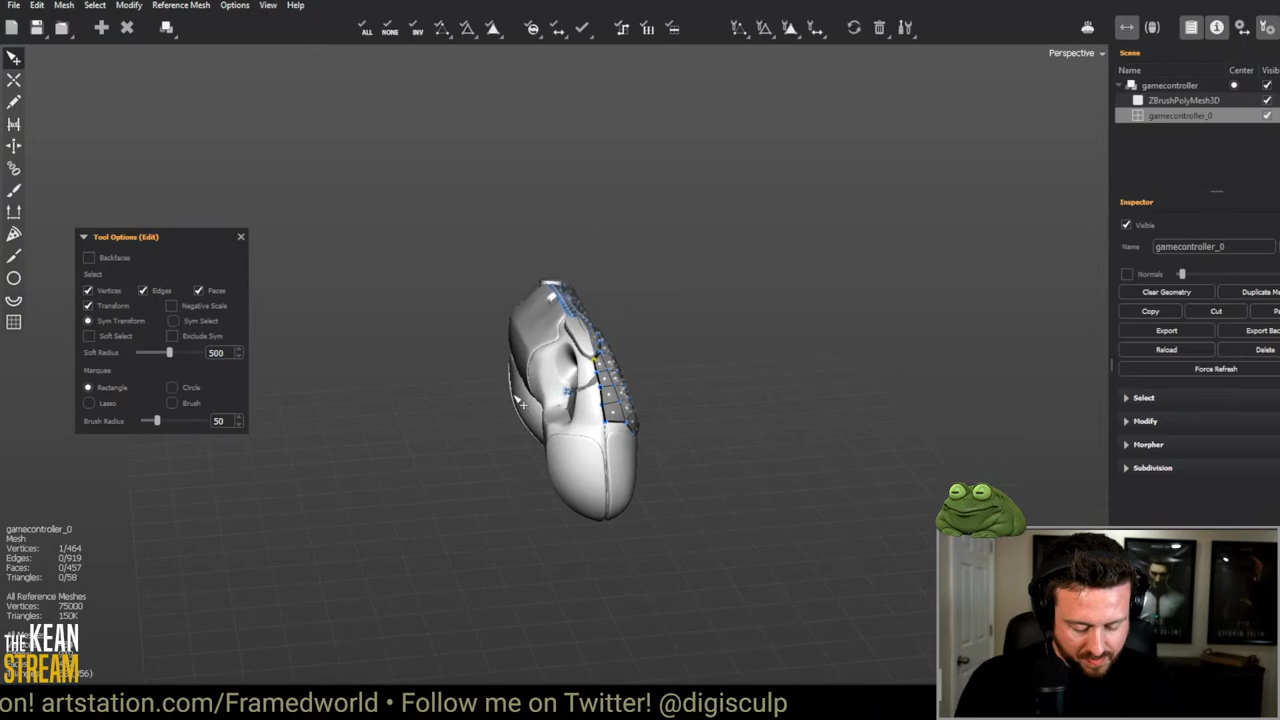 File Edit Mesh Select Modify Reference Mesh Options View Help
ALL NONE INV
Perspective
Scene
Name Center
gamecontroller
ZBrushPolyMesh3D
gamecontroller_0
Inspector
Visible
Name gamecontroller_0
Normals
Clear Geometry
Copy Cut
Export
Reload Delete
Force Refresh
Select
Modify
Morpher
Subdivision
Tool Options (Edit)
Backfaces
Select
Vertices Edges Faces
Transform Negative Scale
Sym Transform Sym Select
Soft Select Exclude Sym
Soft Radius 500
Marquee
Rectangle Circle
Lasso Brush
Brush Radius 50
gamecontroller_0
Mesh
Vertices: 1/464
Edges: 0/919
Faces: 0/457
Triangles: 0/58
All Reference Meshes
Vertices: 75000
Triangles: 150K
THE KEAN
STREAM
on! artstation.com/Framedworld • Follow me on Twitter! @digisculp